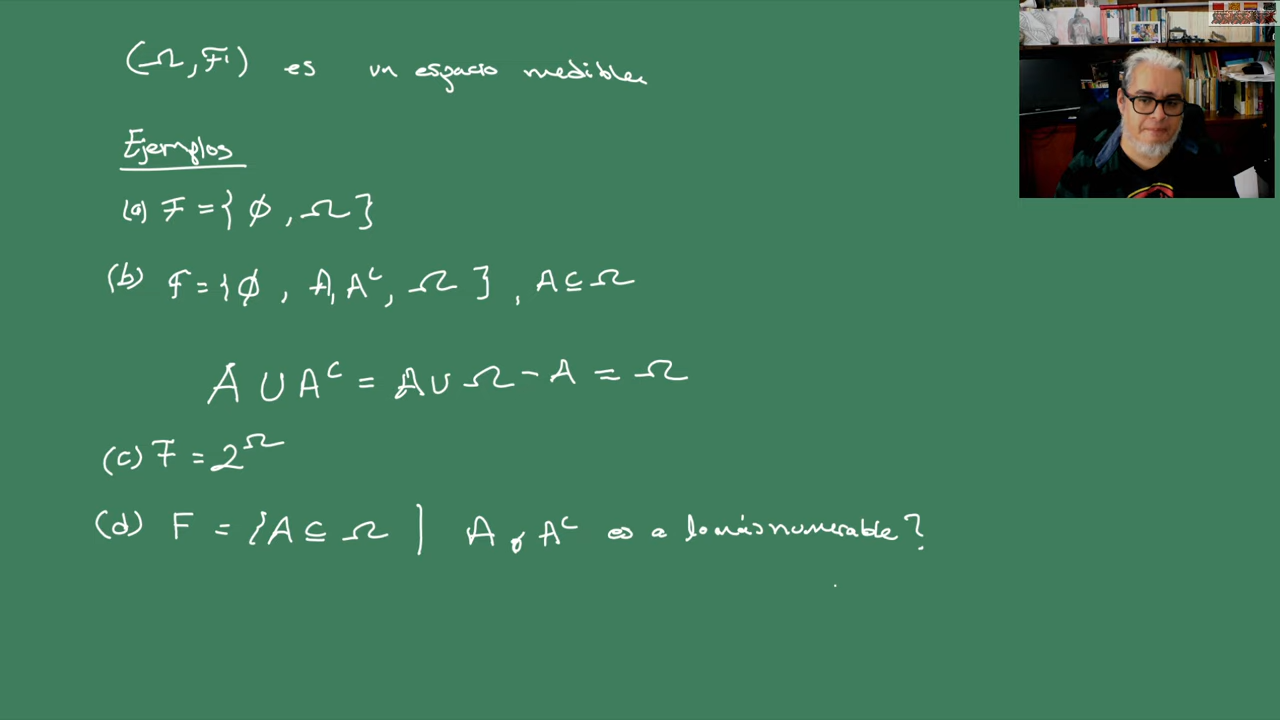 (Ω, F) es un espacio medible
Ejemplos
(a) F = {∅, Ω}
(b) F = {∅, A, A^c, Ω}, A ⊆ Ω
A ∪ A^c = A ∪ Ω - A = Ω
(c) F = 2^Ω
(d) F = {A ⊆ Ω | A o A^c es a lo más numerable}